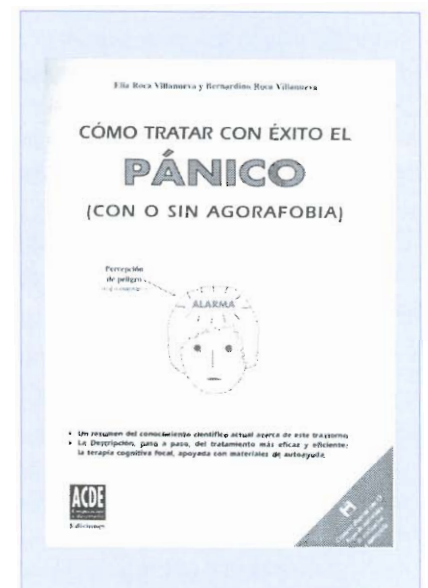 Elia Roca Villanueva y Bernardino Roca Villanueva
CÓMO TRATAR CON ÉXITO EL
PÁNICO
(CON O SIN AGORAFOBIA)
Percepción
de peligro
ALARMA
• Un resumen del conocimiento científico actual acerca de este trastorno
• La Descripción, paso a paso, del tratamiento más eficaz y eficiente:
la terapia cognitiva focal, apoyada con materiales de autoayuda
ACDE
Ediciones